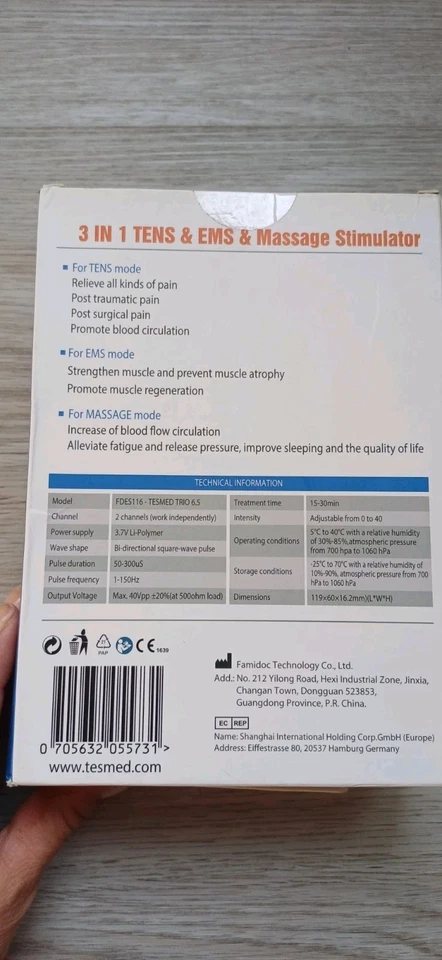 3 IN 1 TENS & EMS & Massage Stimulator
For TENS mode
Relieve all kinds of pain
Post traumatic pain
Post surgical pain
Promote blood circulation
For EMS mode
Strengthen muscle and prevent muscle atrophy
Promote muscle regeneration
For MASSAGE mode
Increase of blood flow circulation
Alleviate fatigue and release pressure, improve sleeping and the quality of life
TECHNICAL INFORMATION
Model FDES116 - TESMED TRIO 6.5
Channel 2 channels (work independently)
Power supply 3.7V Li-Polymer
Wave shape Bi-directional square-wave pulse
Pulse duration 50-300uS
Pulse frequency 1-150Hz
Output Voltage Max. 40Vpp ±20%(at 500ohm load)
Treatment time 15-30min
Intensity Adjustable from 0 to 40
Operating conditions 5℃ to 40℃ with a relative humidity
of 30%-85%,atmospheric pressure
from 700 hpa to 1060 hPa
Storage conditions -25℃ to 70℃ with a relative humidity of
10%-90%, atmospheric pressure from 700
hPa to 1060 hPa
Dimensions 119×60×16.2mm)(L*W*H)
PAP
CE 1639
Famidoc Technology Co., Ltd.
Add.: No. 212 Yilong Road, Hexi Industrial Zone, Jinxia,
Changan Town, Dongguan 523853,
Guangdong Province, P.R. China.
EC REP
Name: Shanghai International Holding Corp.GmbH (Europe)
Address: Eiffestrasse 80, 20537 Hamburg Germany
0 705632 055731 >
www.tesmed.com